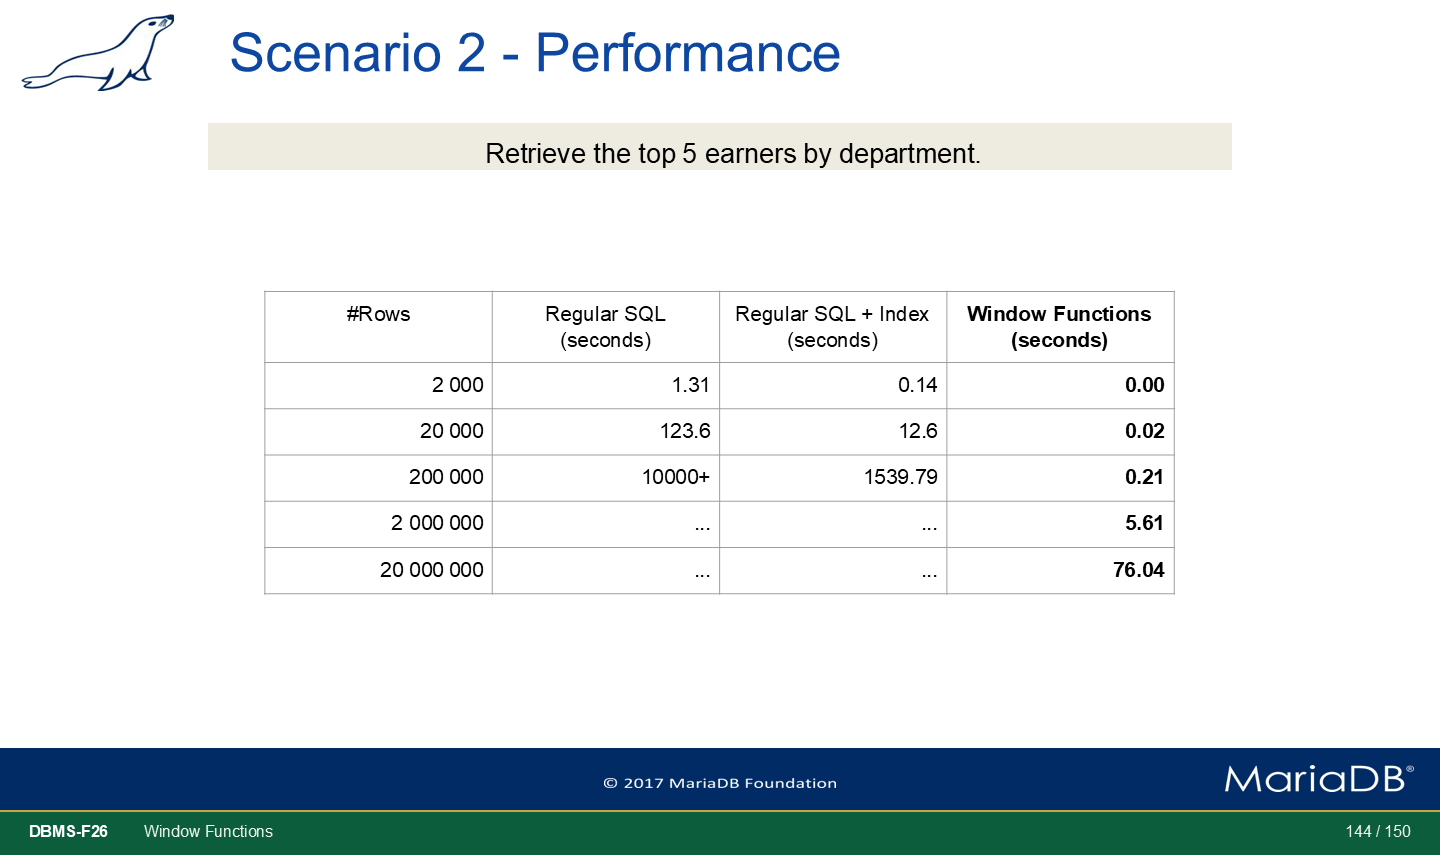 Scenario 2 - Performance
Retrieve the top 5 earners by department.
#Rows
Regular SQL
(seconds)
Regular SQL + Index
(seconds)
Window Functions
(seconds)
2 000 1.31 0.14 0.00
20 000 123.6 12.6 0.02
200 000 10000+ 1539.79 0.21
2 000 000 ... ... 5.61
20 000 000 ... ... 76.04
© 2017 MariaDB Foundation
MariaDB®
DBMS-F26 Window Functions 144 / 150